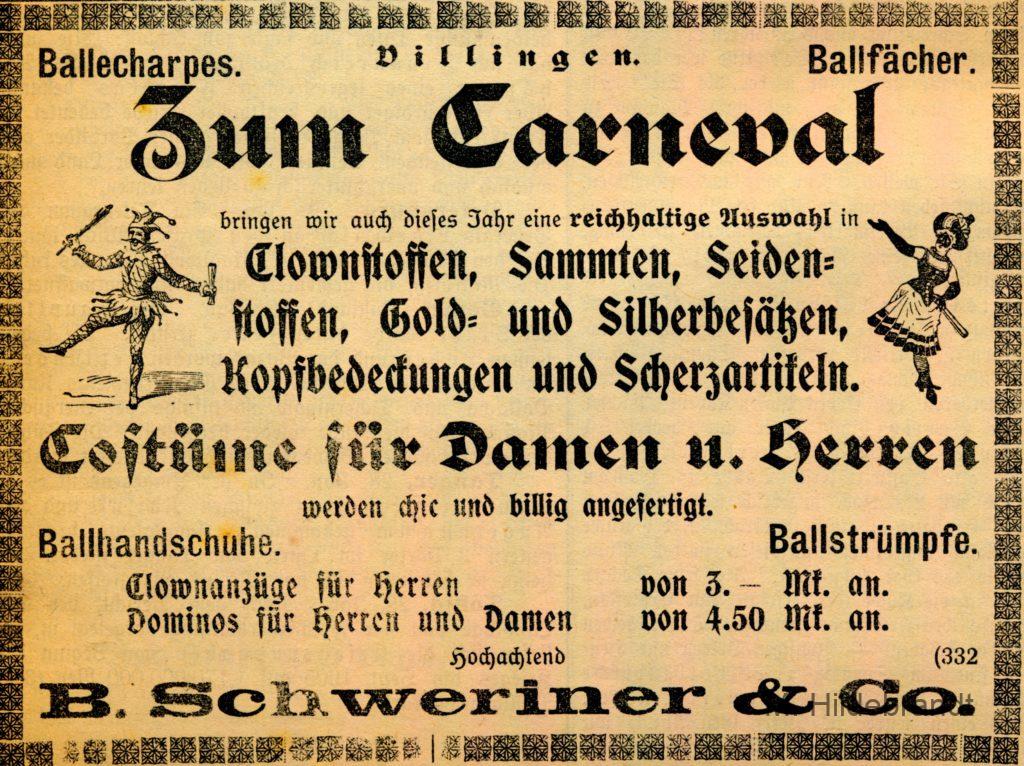 Ballecharpes. Villingen. Ballfächer.
Zum Carneval
bringen wir auch dieses Jahr eine reichhaltige Auswahl in
Clownstoffen, Sammten, Seiden-
stoffen, Gold- und Silberbesätzen,
Kopfbedeckungen und Scherzartikeln.
Costüme für Damen u. Herren
werden chic und billig angefertigt.
Ballhandschuhe. Ballstrümpfe.
Clownanzüge für Herren von 3.— Mk. an.
Dominos für Herren und Damen von 4.50 Mk. an.
Hochachtend (332
B. Schweriner & Co.
Hildebrandt